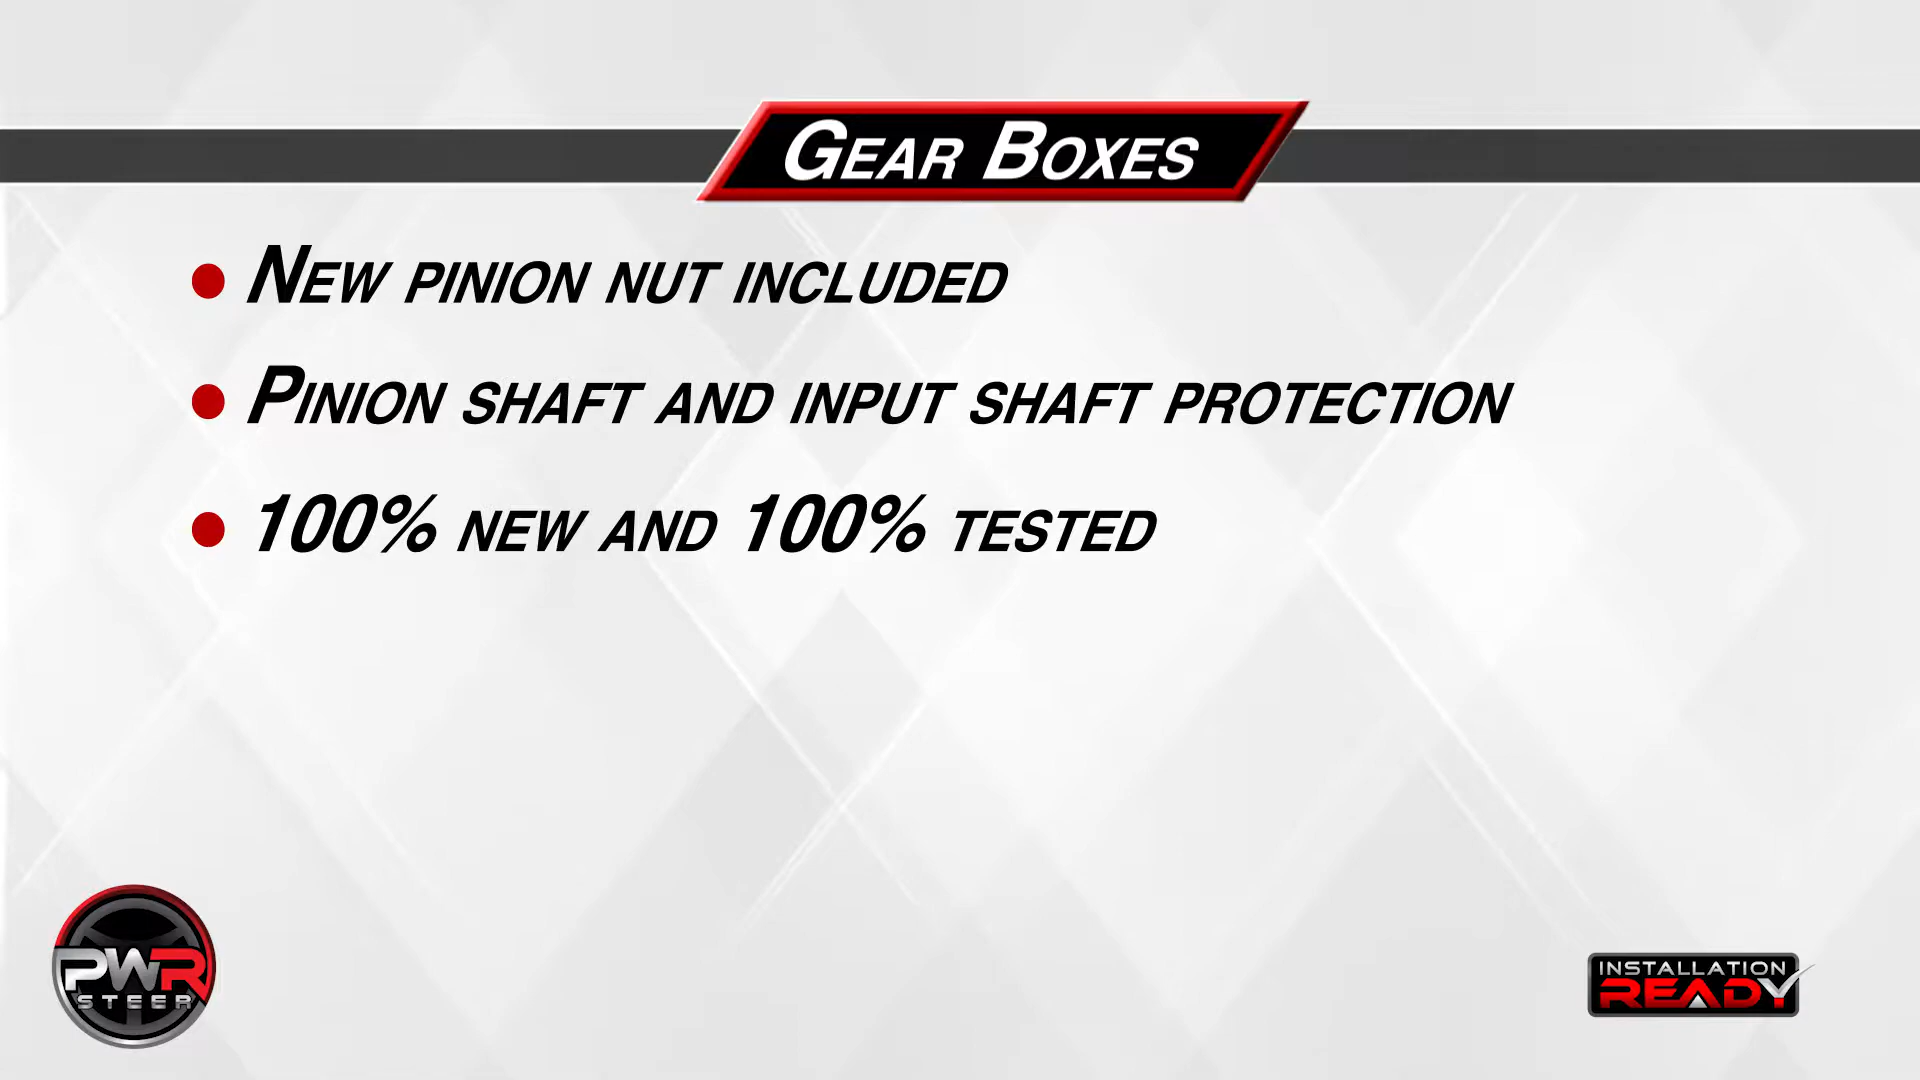 Gear Boxes
New pinion nut included
Pinion shaft and input shaft protection
100% new and 100% tested
PWR
STEER
INSTALLATION
READY